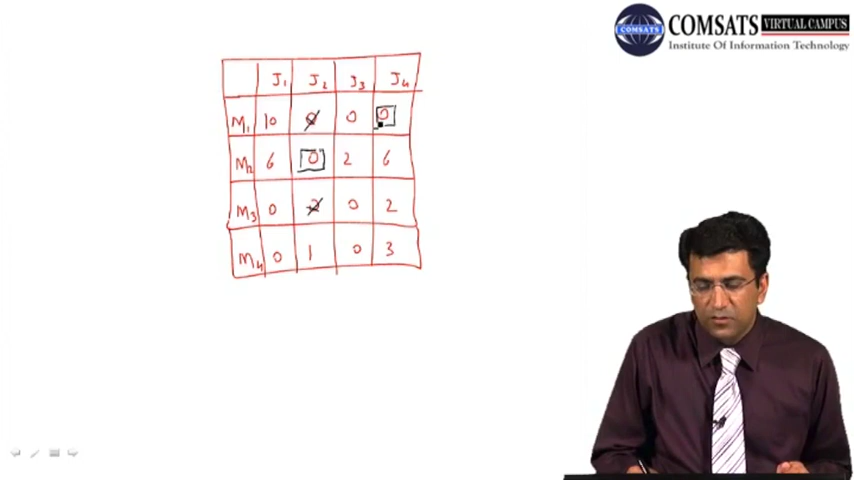 COMSATS VIRTUAL CAMPUS
COMSATS
Institute Of Information Technology
J1 J2 J3 J4
M1 10 0 0 0
M2 6 0 2 6
M3 0 0 2
M4 0 1 0 3